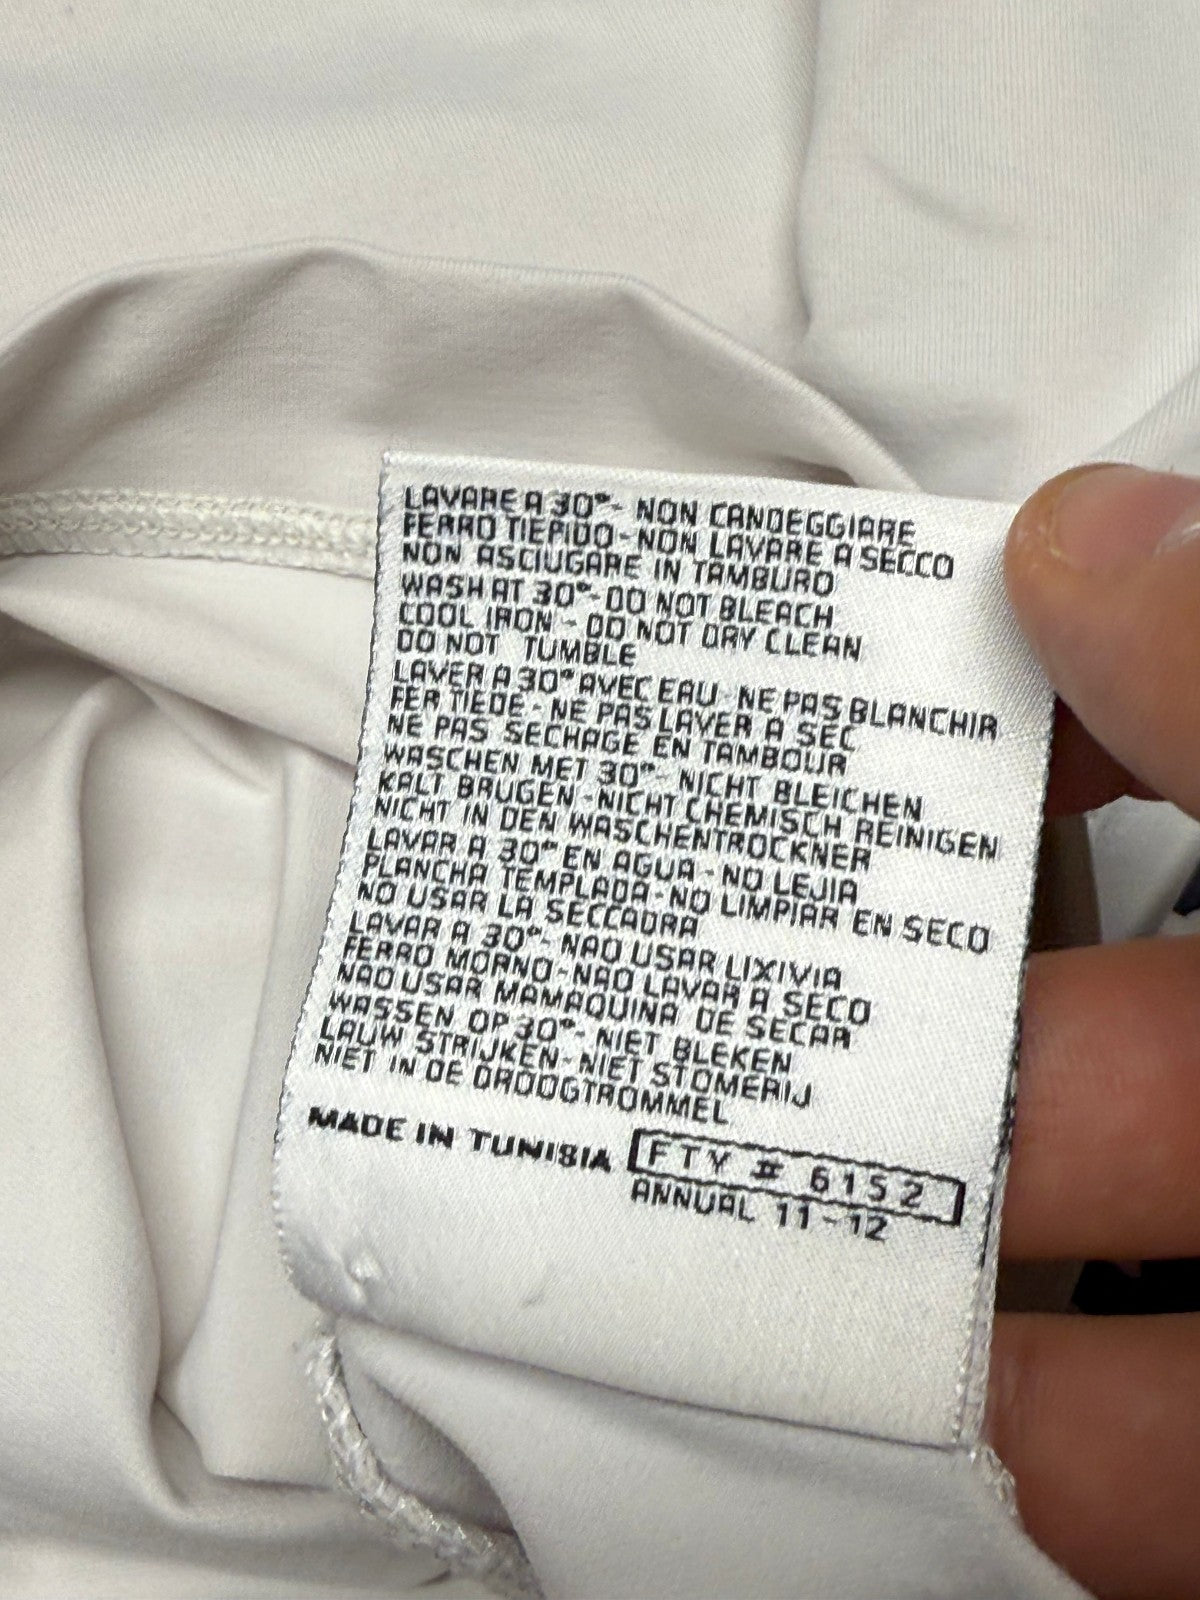 LAVARE A 30°- NON CANDEGGIARE
FERRO TIEPIDO-NON LAVARE A SECCO
NON ASCIUGARE IN TAMBURO
WASH AT 30°-DO NOT BLEACH
COOL IRON - DO NOT DRY CLEAN
DO NOT TUMBLE
LAVER A 30° AVEC EAU-NE PAS BLANCHIR
FER TIEDE-NE PAS LAVER A SEC
NE PAS SECHAGE EN TAMBOUR
WASCHEN MET 30°- NICHT BLEICHEN
KALT BRUGEN-NICHT CHEMISCH REINIGEN
NICHT IN DEN WASCHENTROCKNER
LAVAR A 30° EN AGUA-NO LEJIA
PLANCHA TEMPLADA-NO LIMPIAR EN SECO
NO USAR LA SECCADRA
LAVAR A 30°- NAO USAR LIXIVIA
FERRO MORNO-NAO LAVAR A SECO
NAO USAR MAMAQUINA DE SECAR
WASSEN OP 30°- NIET BLEKEN
LAUW STRIJKEN-NIET STOMERIJ
NIET IN DE DROOGTROMMEL
MADE IN TUNISIA FTY # 6152
ANNUAL 11-12